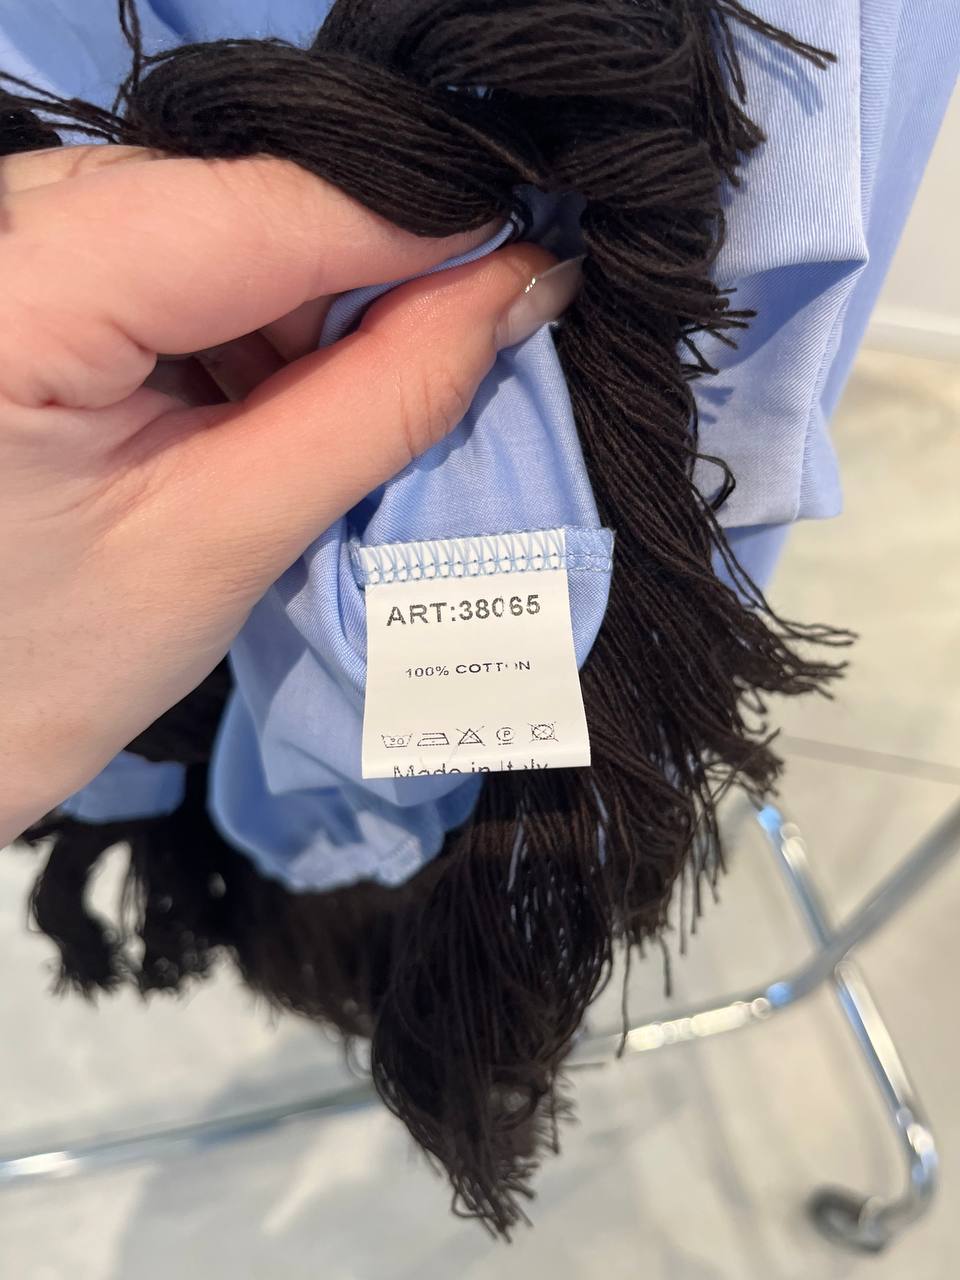 ART:38065
100% COTTON
Made in Italy